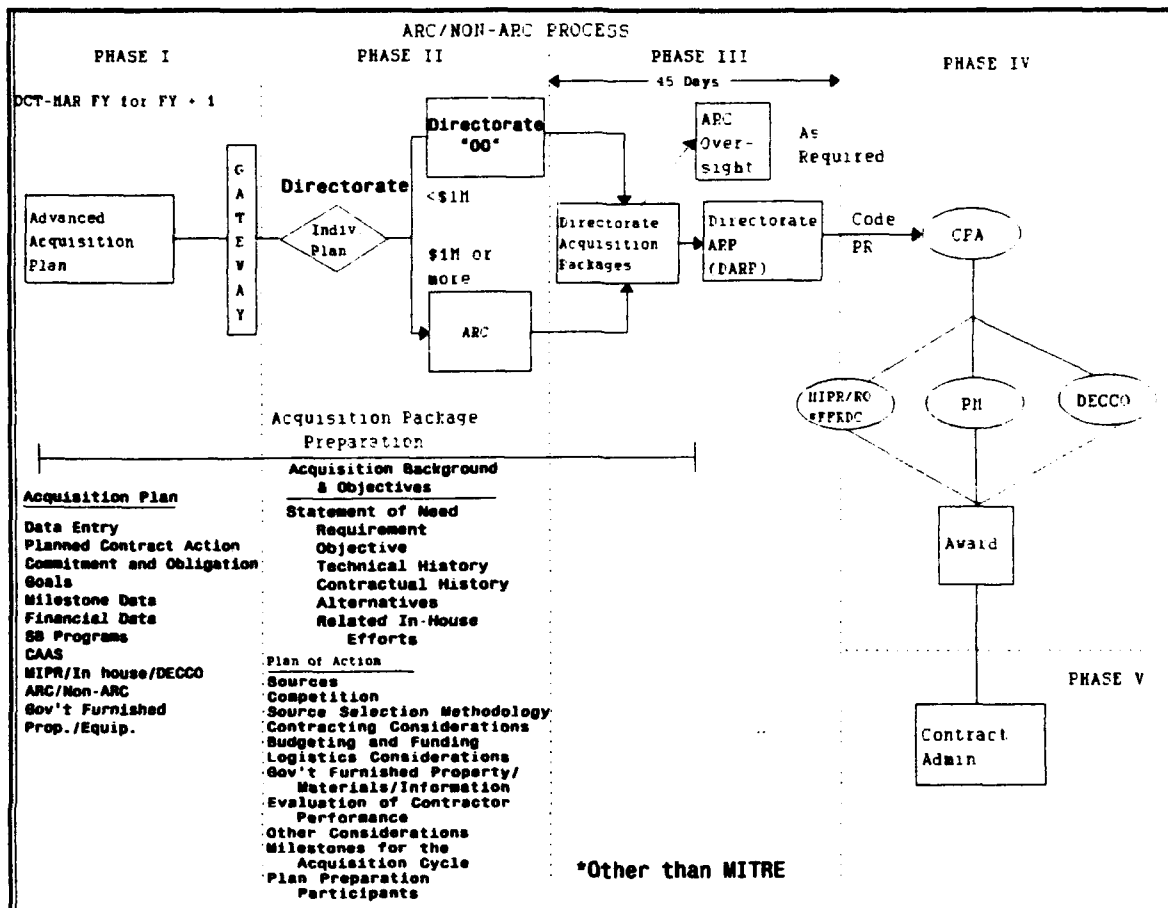 ARC/NON-ARC PROCESS
PHASE I
PHASE II
PHASE III
PHASE IV
45 Days
OCT-MAR FY for FY + 1
GATEWAY
Advanced
Acquisition
Plan
Directorate
Indiv
Plan
Directorate
"OO"
<$1M
$1M or
more
ARC
ARC
Over-
sight
As
Required
Directorate
Acquisition
Packages
Directorate
ARP
(DARP)
Code
PR
CPA
MIPR/RO
*FFRDC
PM
DECCO
Award
PHASE V
Contract
Admin
Acquisition Package
Preparation
Acquisition Plan
Data Entry
Planned Contract Action
Commitment and Obligation
Goals
Milestone Data
Financial Data
SB Programs
CAAS
MIPR/In house/DECCO
ARC/Non-ARC
Gov't Furnished
Prop./Equip.
Acquisition Background
& Objectives
Statement of Need
Requirement
Objective
Technical History
Contractual History
Alternatives
Related In-House
Efforts
Plan of Action
Sources
Competition
Source Selection Methodology
Contracting Considerations
Budgeting and Funding
Logistics Considerations
Gov't Furnished Property/
Materials/Information
Evaluation of Contractor
Performance
Other Considerations
Milestones for the
Acquisition Cycle
Plan Preparation
Participants
*Other than MITRE